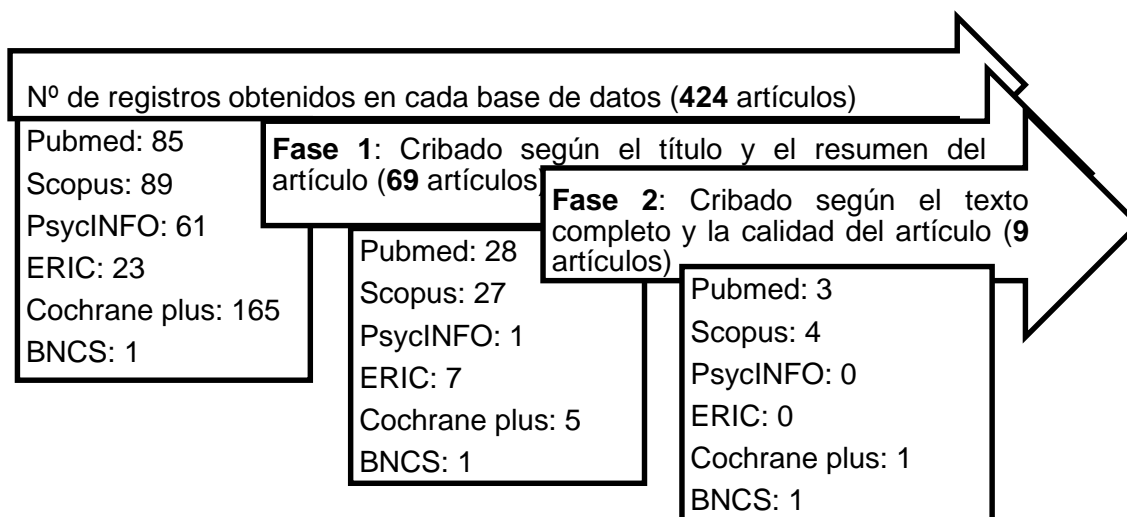 Nº de registros obtenidos en cada base de datos (424 artículos)
Pubmed: 85
Scopus: 89
PsycINFO: 61
ERIC: 23
Cochrane plus: 165
BNCS: 1
Fase 1: Cribado según el título y el resumen del
artículo (69 artículos)
Pubmed: 28
Scopus: 27
PsycINFO: 1
ERIC: 7
Cochrane plus: 5
BNCS: 1
Fase 2: Cribado según el texto
completo y la calidad del artículo (9
artículos)
Pubmed: 3
Scopus: 4
PsycINFO: 0
ERIC: 0
Cochrane plus: 1
BNCS: 1